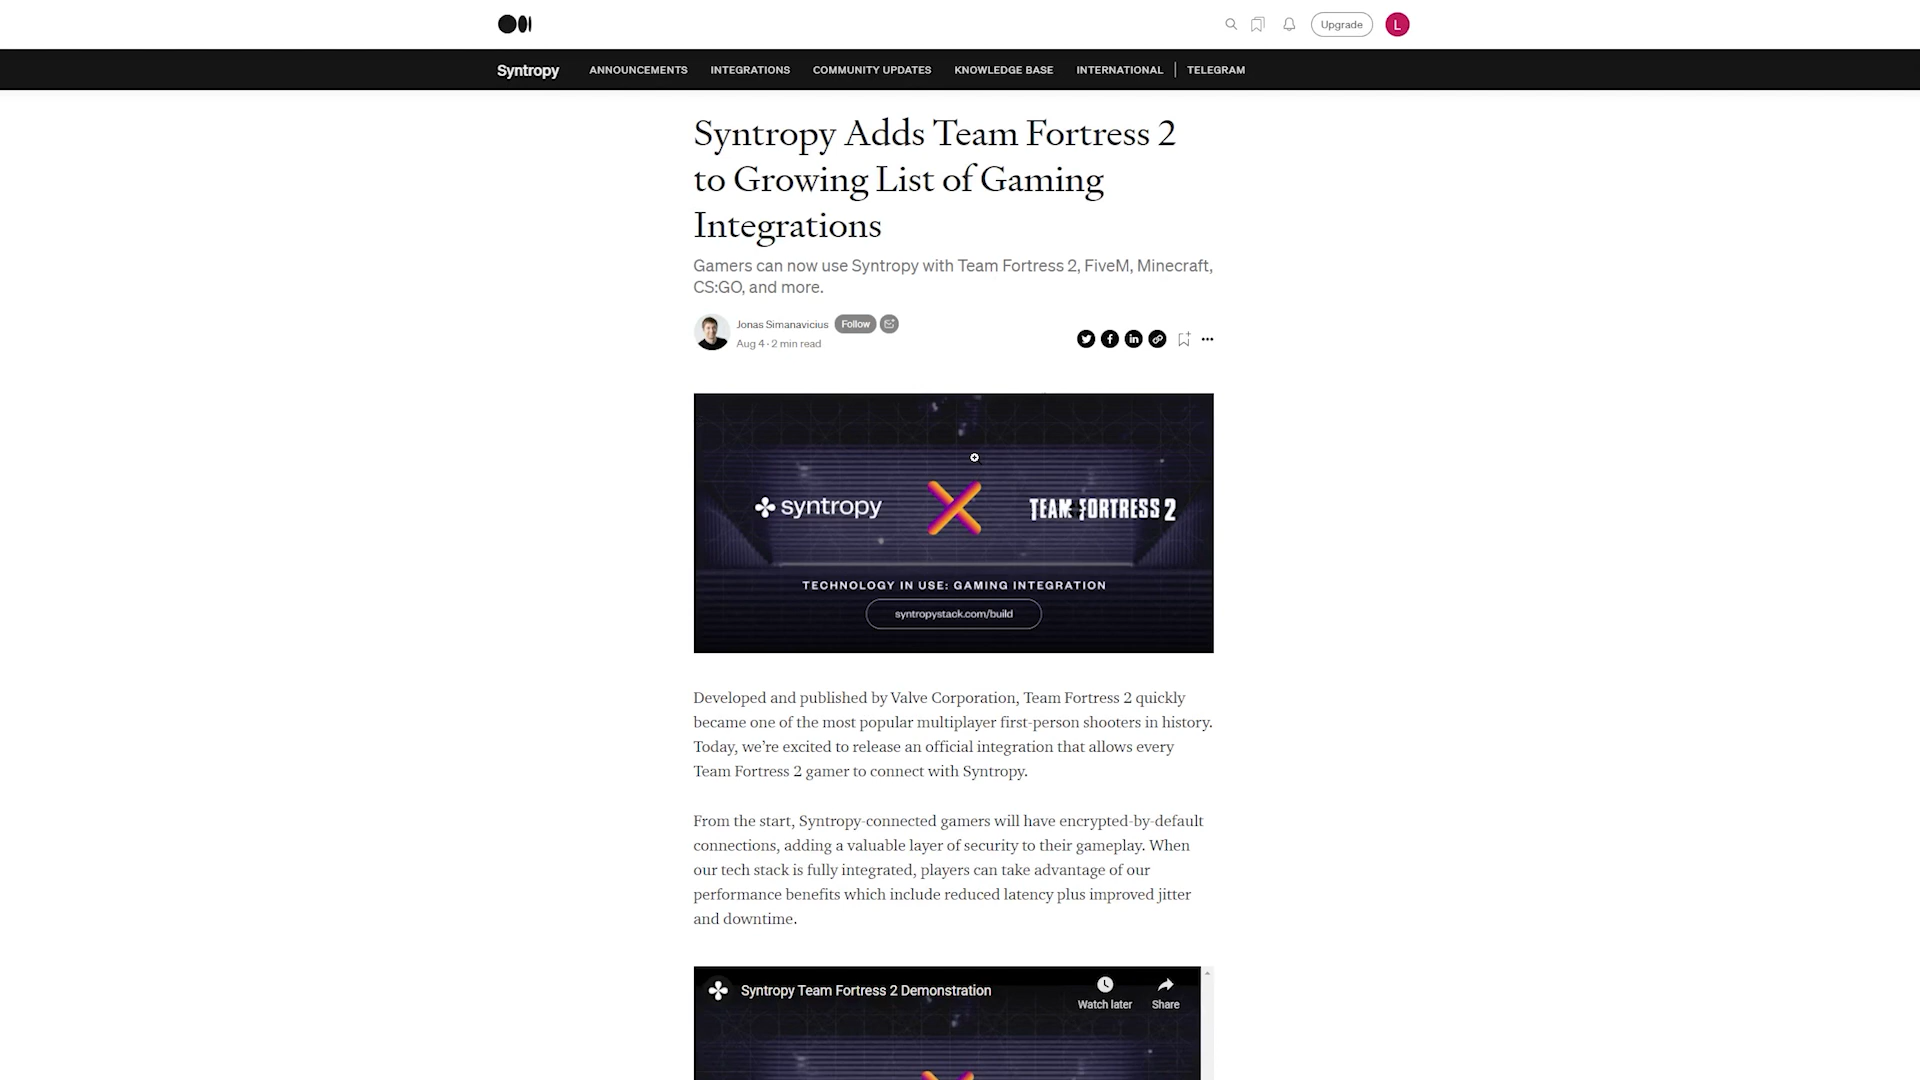 Upgrade
L
Syntropy
ANNOUNCEMENTS
INTEGRATIONS
COMMUNITY UPDATES
KNOWLEDGE BASE
INTERNATIONAL
TELEGRAM
Syntropy Adds Team Fortress 2
to Growing List of Gaming
Integrations
Gamers can now use Syntropy with Team Fortress 2, FiveM, Minecraft,
CS:GO, and more.
Jonas Simanavicius
Follow
Aug 4 · 2 min read
syntropy
TEAM FORTRESS 2
TECHNOLOGY IN USE: GAMING INTEGRATION
syntropystack.com/build
Developed and published by Valve Corporation, Team Fortress 2 quickly
became one of the most popular multiplayer first-person shooters in history.
Today, we’re excited to release an official integration that allows every
Team Fortress 2 gamer to connect with Syntropy.
From the start, Syntropy-connected gamers will have encrypted-by-default
connections, adding a valuable layer of security to their gameplay. When
our tech stack is fully integrated, players can take advantage of our
performance benefits which include reduced latency plus improved jitter
and downtime.
Syntropy Team Fortress 2 Demonstration
Watch later
Share